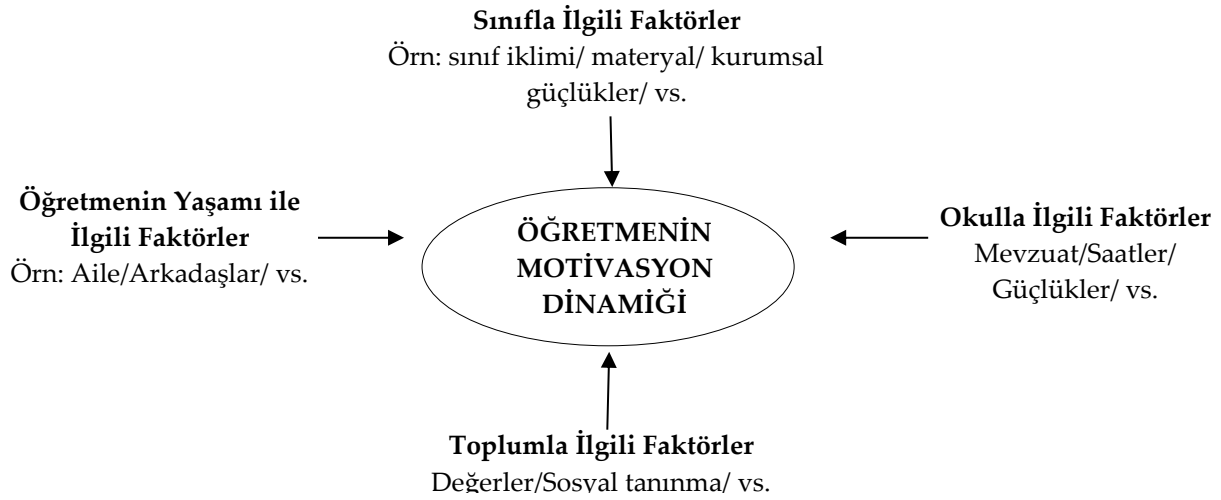 Sınıfla İlgili Faktörler
Örn: sınıf iklimi/ materyal/ kurumsal
güçlükler/ vs.
Öğretmenin Yaşamı ile
İlgili Faktörler
Örn: Aile/Arkadaşlar/ vs.
ÖĞRETMENİN
MOTİVASYON
DİNAMİĞİ
Okulla İlgili Faktörler
Mevzuat/Saatler/
Güçlükler/ vs.
Toplumla İlgili Faktörler
Değerler/Sosyal tanınma/ vs.